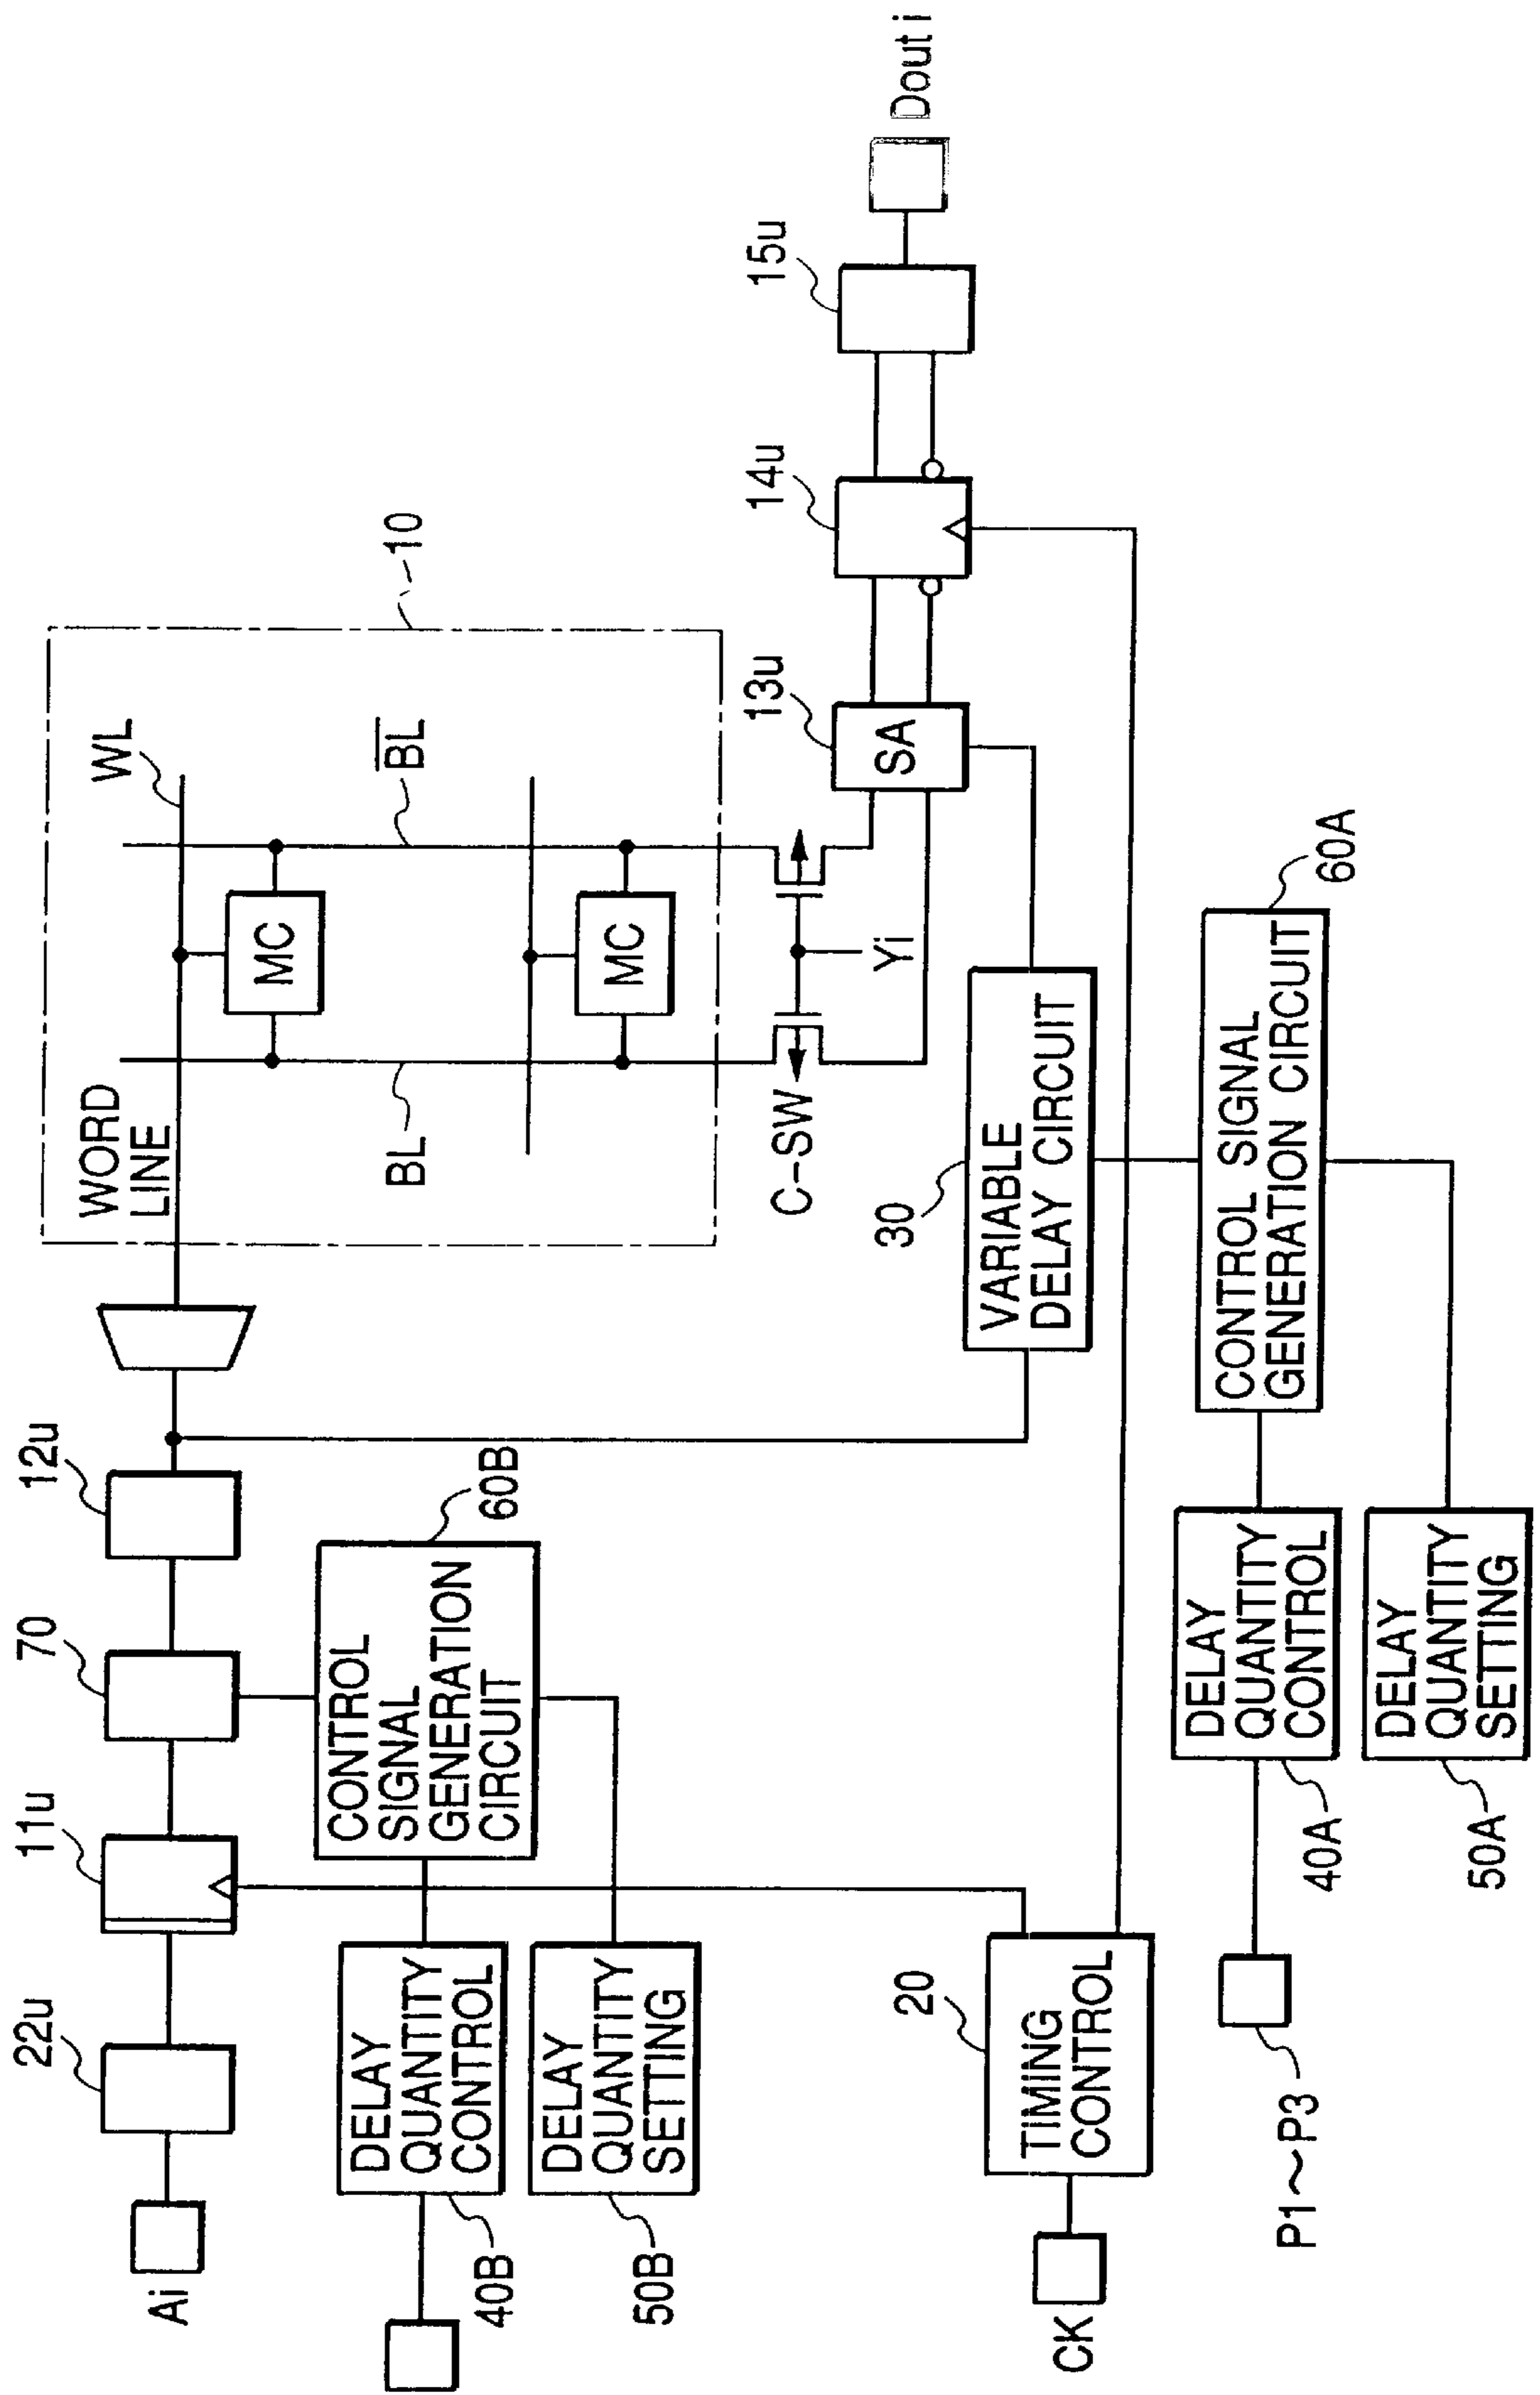 Ai
22u
11u
70
12u
WORD
LINE
WL
MC
MC
BL
BL
10
C-SW
Yi
13u
SA
14u
15u
Dout i
40B
DELAY
QUANTITY
CONTROL
50B
DELAY
QUANTITY
SETTING
60B
CONTROL
SIGNAL
GENERATION
CIRCUIT
30
VARIABLE
DELAY CIRCUIT
CK
20
TIMING
CONTROL
P1~P3
40A
DELAY
QUANTITY
CONTROL
50A
DELAY
QUANTITY
SETTING
60A
CONTROL SIGNAL
GENERATION CIRCUIT